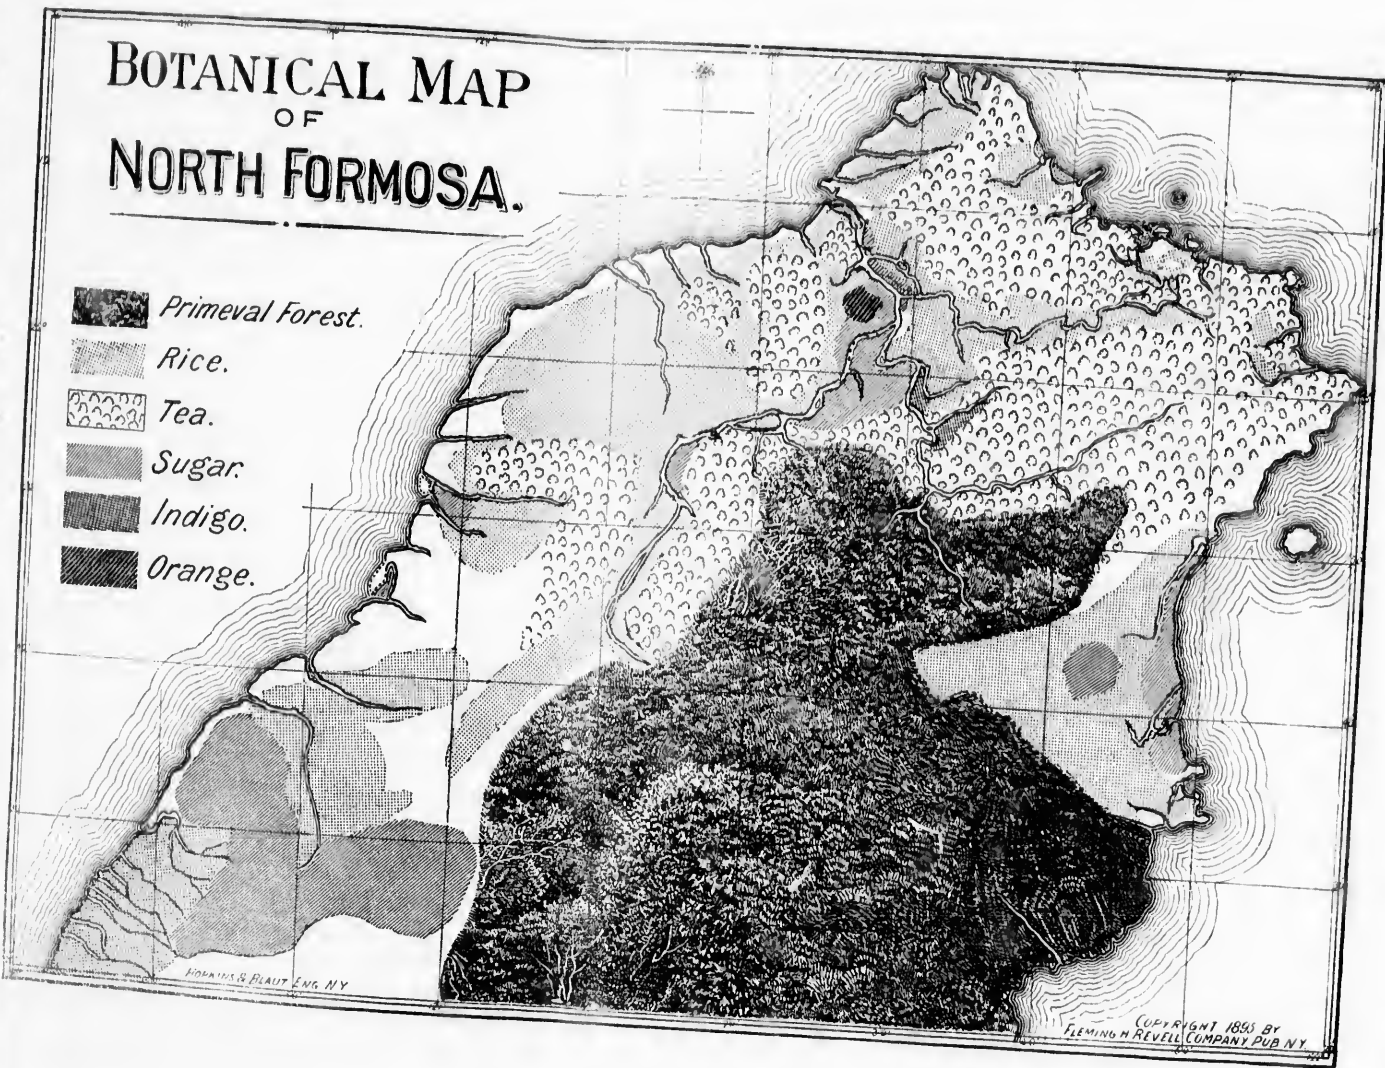 BOTANICAL MAP
OF
NORTH FORMOSA.
Primeval Forest.
Rice.
Tea.
Sugar.
Indigo.
Orange.
HOPKINS & BLAUT ENG. NY
COPYRIGHT 1895 BY
FLEMING H REVELL COMPANY PUB N.Y.